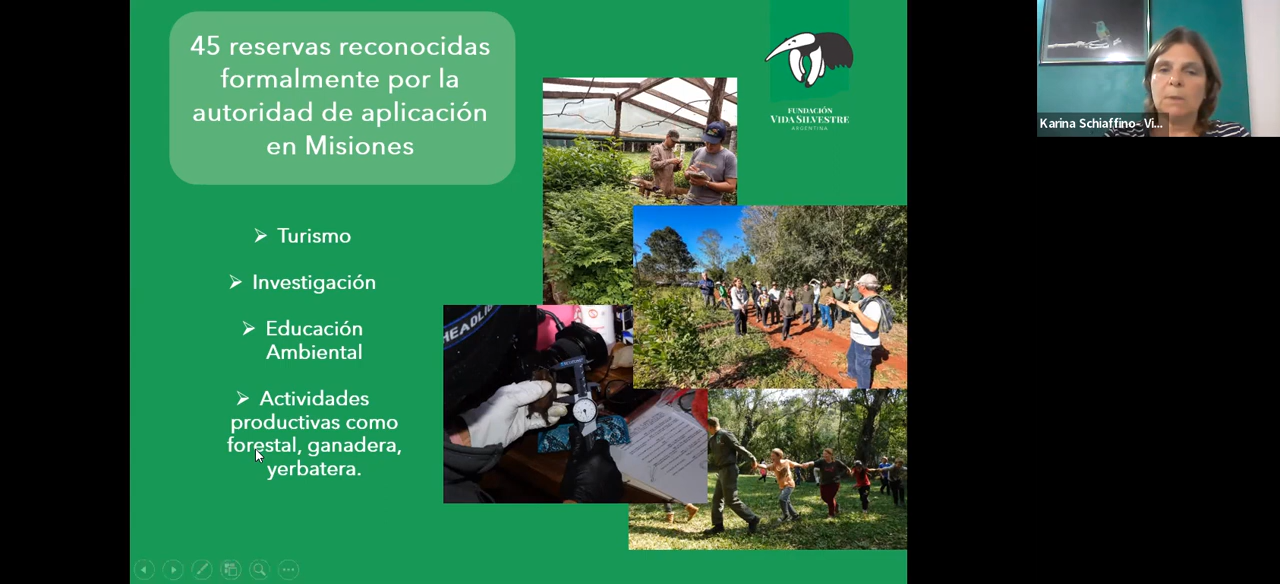 45 reservas reconocidas
formalmente por la
autoridad de aplicación
en Misiones
➢ Turismo
➢ Investigación
➢ Educación
Ambiental
➢ Actividades
productivas como
forestal, ganadera,
yerbatera.
FUNDACIÓN
VIDA SILVESTRE
ARGENTINA
HEADLI
Karina Schiaffino- Vi...